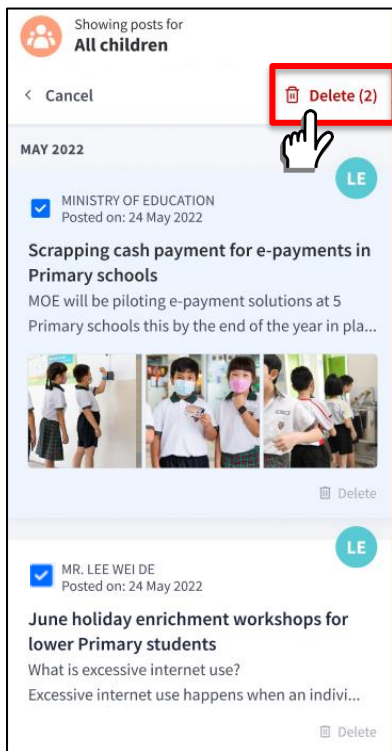 Showing posts for
All children
< Cancel
Delete (2)
MAY 2022
LE
MINISTRY OF EDUCATION
Posted on: 24 May 2022
Scrapping cash payment for e-payments in
Primary schools
MOE will be piloting e-payment solutions at 5
Primary schools this by the end of the year in pla...
Delete
LE
MR. LEE WEI DE
Posted on: 24 May 2022
June holiday enrichment workshops for
lower Primary students
What is excessive internet use?
Excessive internet use happens when an indivi...
Delete